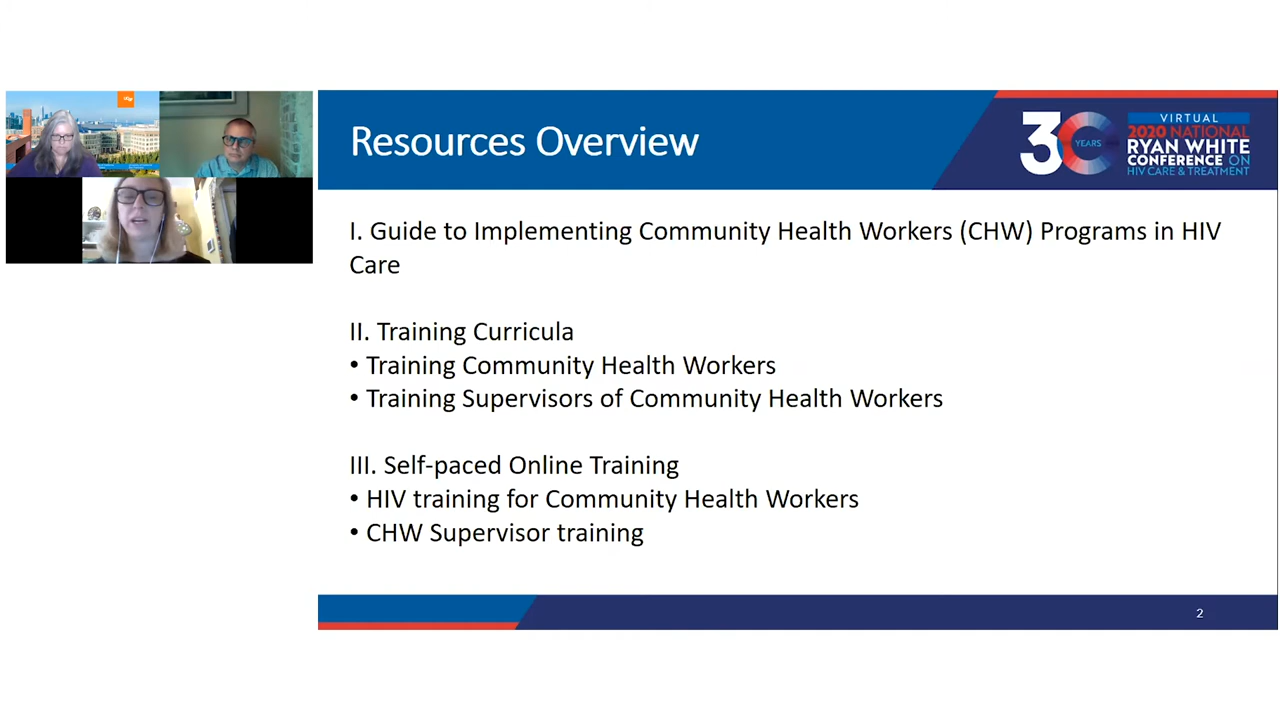 Resources Overview
30
YEARS
VIRTUAL
2020 NATIONAL
RYAN WHITE
CONFERENCE ON
HIV CARE & TREATMENT
I. Guide to Implementing Community Health Workers (CHW) Programs in HIV
Care
II. Training Curricula
• Training Community Health Workers
• Training Supervisors of Community Health Workers
III. Self-paced Online Training
• HIV training for Community Health Workers
• CHW Supervisor training
2